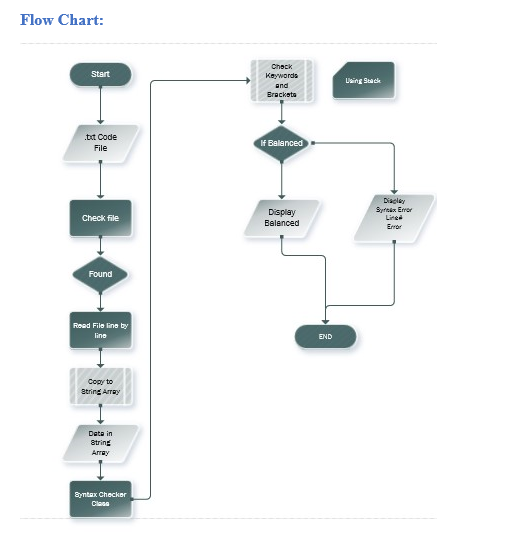 Flow Chart:
Start
.txt Code
File
Check file
Found
Read File line by
line
Copy to
String Array
Data in
String
Array
Syntax Checker
Class
Check
Keywords
and
Brackets
Using Stack
If Balanced
Display
Balanced
Display
Syntax Error
Line#
Error
END